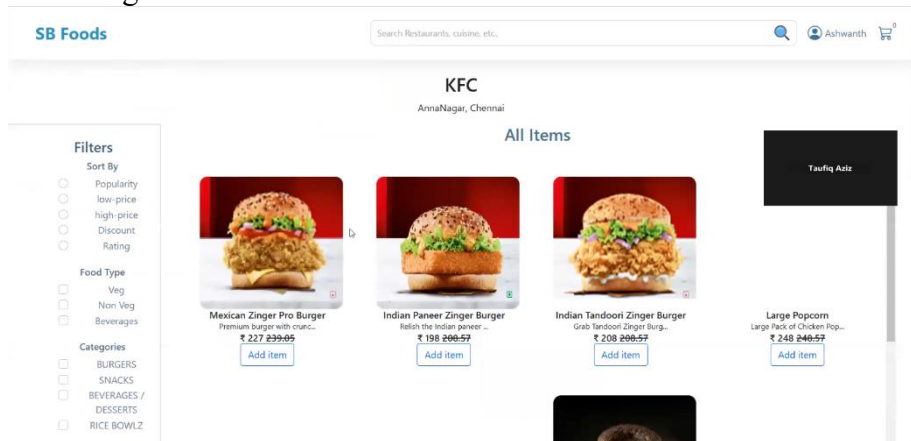 SB Foods
Search Restaurants, cuisine, etc..
Ashwanth
0
KFC
AnnaNagar, Chennai
Filters
Sort By
Popularity
low-price
high-price
Discount
Rating
Food Type
Veg
Non Veg
Beverages
Categories
BURGERS
SNACKS
BEVERAGES /
DESSERTS
RICE BOWLZ
All Items
Taufiq Aziz
Mexican Zinger Pro Burger
Premium burger with crunc...
₹ 227 239.05
Add item
Indian Paneer Zinger Burger
Relish the Indian paneer ...
₹ 198 208.57
Add item
Indian Tandoori Zinger Burger
Grab Tandoori Zinger Burg...
₹ 208 208.57
Add item
Large Popcorn
Large Pack of Chicken Pop...
₹ 248 248.57
Add item